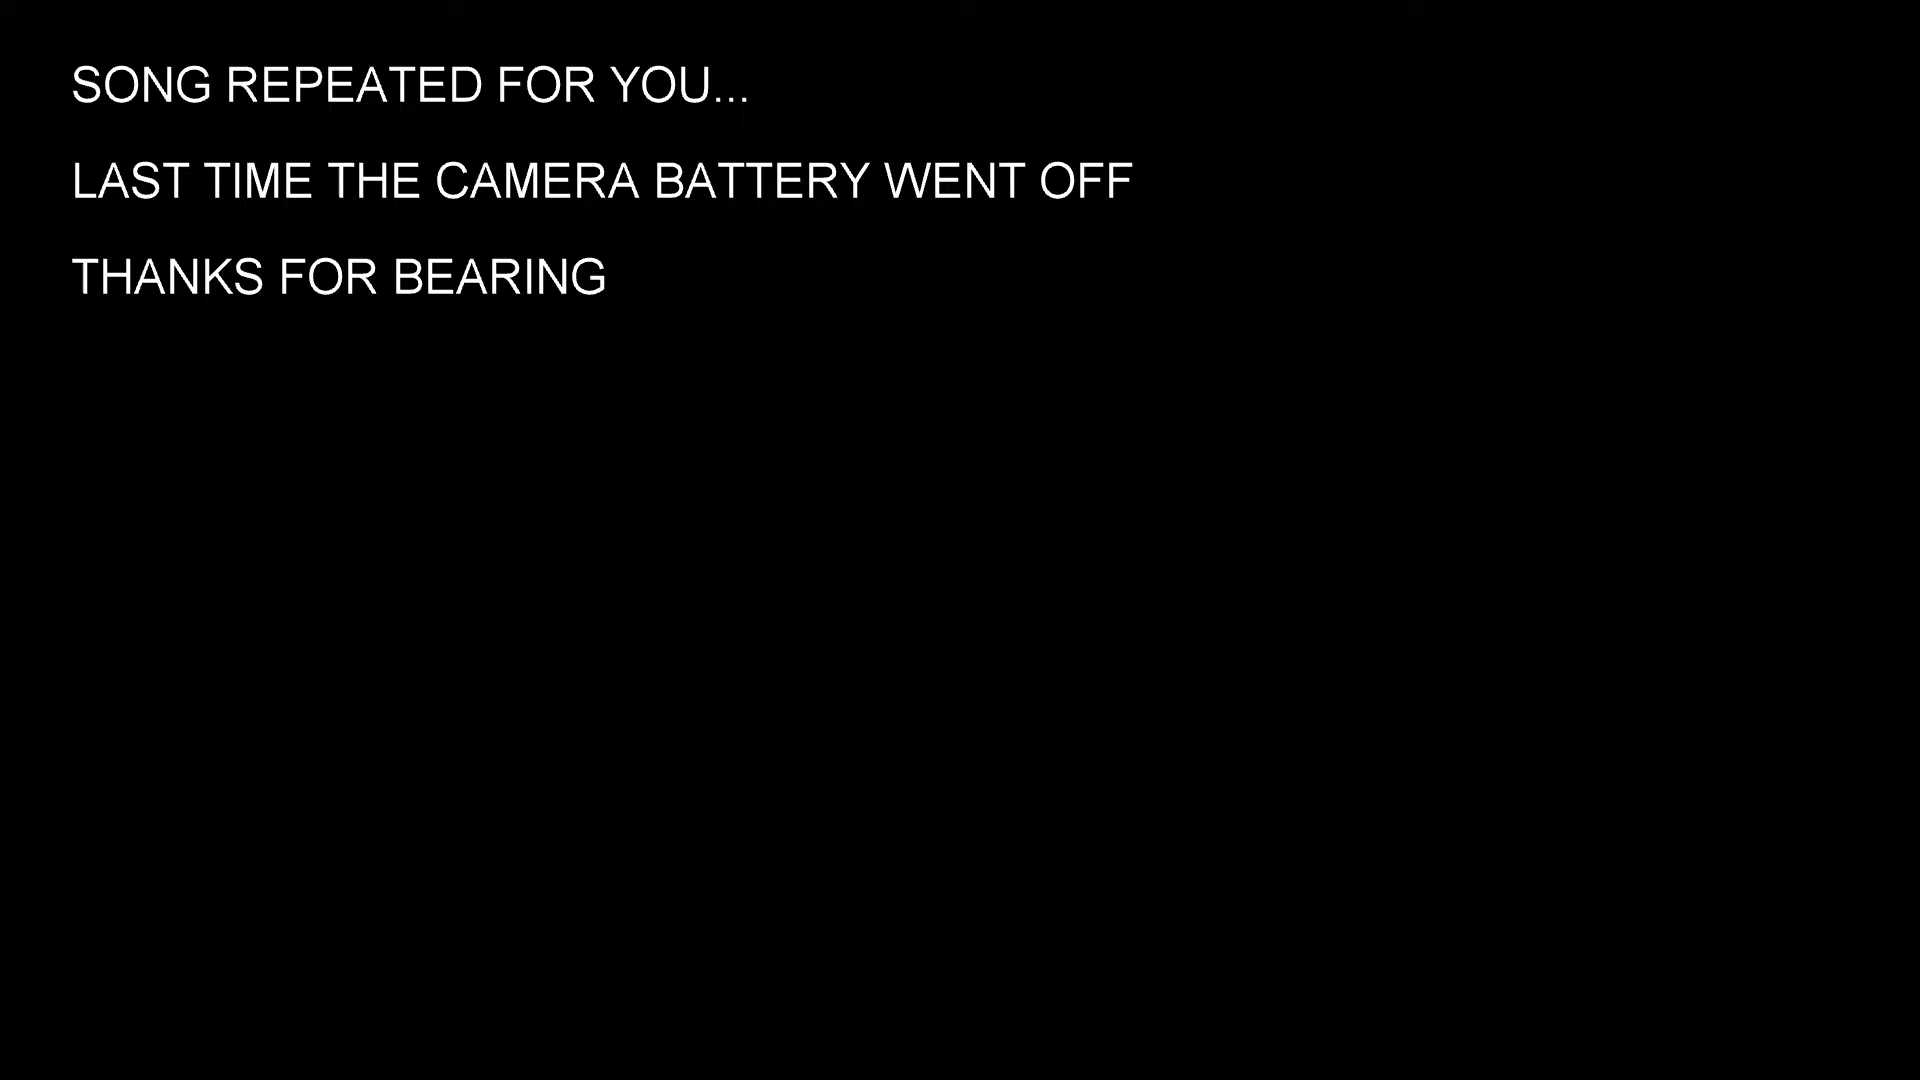 SONG REPEATED FOR YOU...
LAST TIME THE CAMERA BATTERY WENT OFF
THANKS FOR BEARING